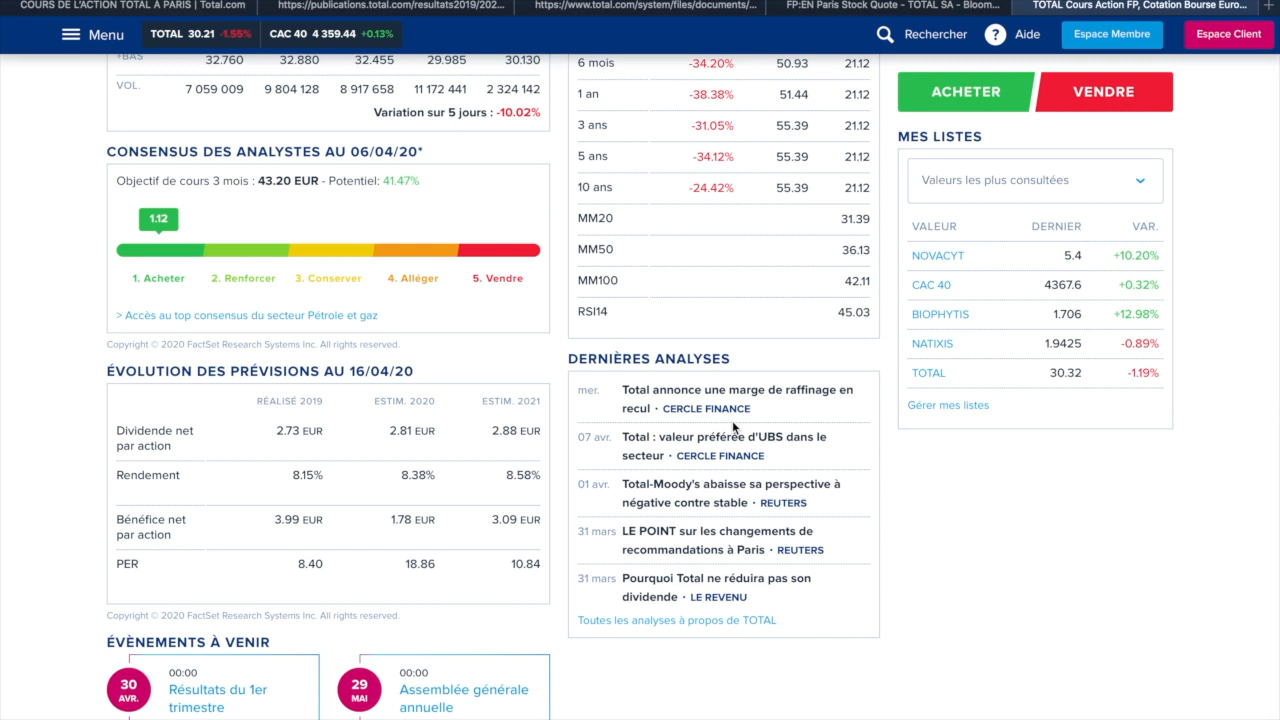 COURS DE L'ACTION TOTAL À PARIS | Total.com
https://publications.total.com/resultats2019/202...
https://www.total.com/system/files/documents/...
FP:EN Paris Stock Quote - TOTAL SA - Bloom...
TOTAL Cours Action FP, Cotation Bourse Euro...
Menu
TOTAL 30.21 -1.55%
CAC 40 4 359.44 +0.13%
Rechercher
? Aide
Espace Membre
Espace Client
+BAS 32.760 32.880 32.455 29.985 30.130
VOL. 7 059 009 9 804 128 8 917 658 11 172 441 2 324 142
Variation sur 5 jours : -10.02%
CONSENSUS DES ANALYSTES AU 06/04/20*
Objectif de cours 3 mois : 43.20 EUR - Potentiel: 41.47%
1.12
1. Acheter 2. Renforcer 3. Conserver 4. Alléger 5. Vendre
> Accès au top consensus du secteur Pétrole et gaz
Copyright © 2020 FactSet Research Systems Inc. All rights reserved.
ÉVOLUTION DES PRÉVISIONS AU 16/04/20
RÉALISÉ 2019 ESTIM. 2020 ESTIM. 2021
Dividende net
par action 2.73 EUR 2.81 EUR 2.88 EUR
Rendement 8.15% 8.38% 8.58%
Bénéfice net
par action 3.99 EUR 1.78 EUR 3.09 EUR
PER 8.40 18.86 10.84
Copyright © 2020 FactSet Research Systems Inc. All rights reserved.
ÉVÈNEMENTS À VENIR
30
AVR.
00:00
Résultats du 1er
trimestre
29
MAI
00:00
Assemblée générale
annuelle
6 mois -34.20% 50.93 21.12
1 an -38.38% 51.44 21.12
3 ans -31.05% 55.39 21.12
5 ans -34.12% 55.39 21.12
10 ans -24.42% 55.39 21.12
MM20 31.39
MM50 36.13
MM100 42.11
RSI14 45.03
DERNIÈRES ANALYSES
mer. Total annonce une marge de raffinage en
recul · CERCLE FINANCE
07 avr. Total : valeur préférée d'UBS dans le
secteur · CERCLE FINANCE
01 avr. Total-Moody's abaisse sa perspective à
négative contre stable · REUTERS
31 mars LE POINT sur les changements de
recommandations à Paris · REUTERS
31 mars Pourquoi Total ne réduira pas son
dividende · LE REVENU
Toutes les analyses à propos de TOTAL
ACHETER
VENDRE
MES LISTES
Valeurs les plus consultées
VALEUR DERNIER VAR.
NOVACYT 5.4 +10.20%
CAC 40 4367.6 +0.32%
BIOPHYTIS 1.706 +12.98%
NATIXIS 1.9425 -0.89%
TOTAL 30.32 -1.19%
Gérer mes listes